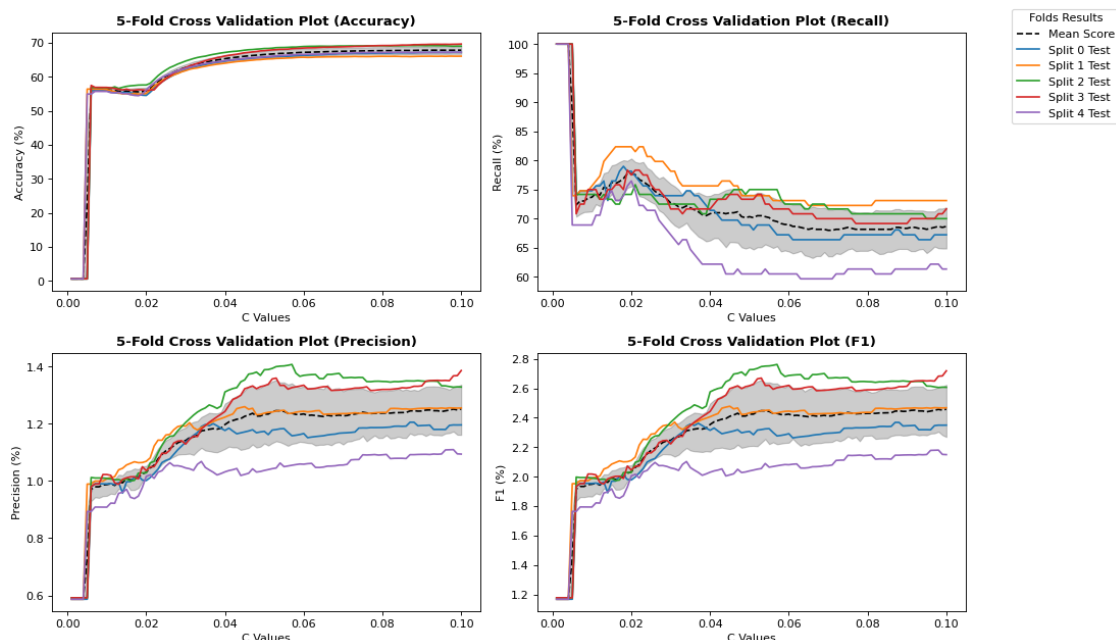 5-Fold Cross Validation Plot (Accuracy)
70
60
50
40
30
20
10
0
Accuracy (%)
0.00 0.02 0.04 0.06 0.08 0.10
C Values
5-Fold Cross Validation Plot (Recall)
100
95
90
85
80
75
70
65
60
Recall (%)
0.00 0.02 0.04 0.06 0.08 0.10
C Values
Folds Results
Mean Score
Split 0 Test
Split 1 Test
Split 2 Test
Split 3 Test
Split 4 Test
5-Fold Cross Validation Plot (Precision)
1.4
1.2
1.0
0.8
0.6
Precision (%)
0.00 0.02 0.04 0.06 0.08 0.10
C Values
5-Fold Cross Validation Plot (F1)
2.8
2.6
2.4
2.2
2.0
1.8
1.6
1.4
1.2
F1 (%)
0.00 0.02 0.04 0.06 0.08 0.10
C Values